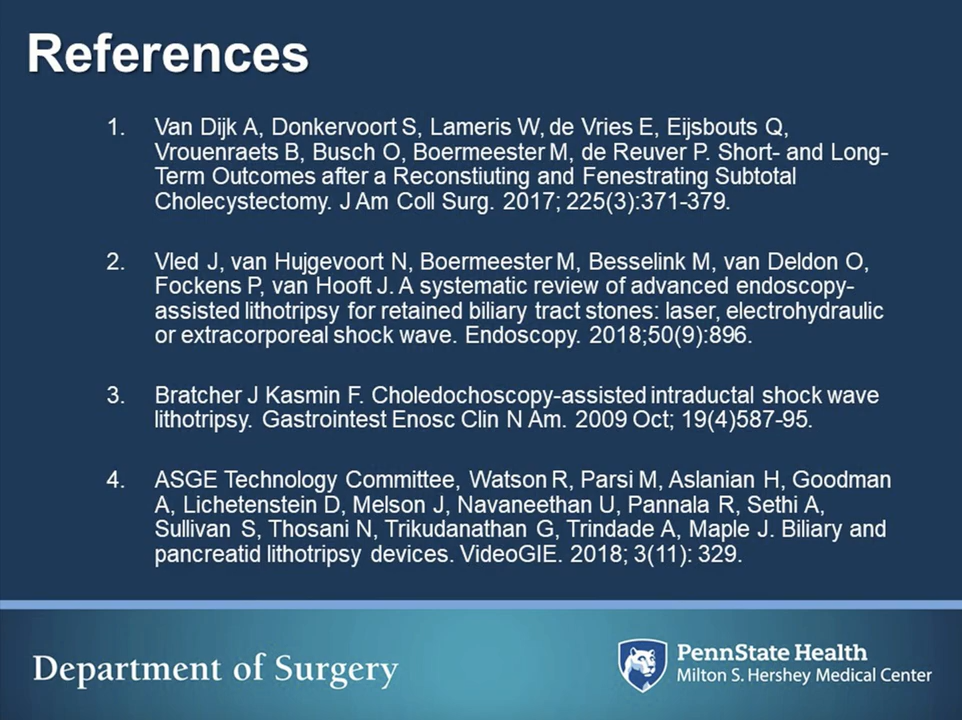 References
1. Van Dijk A, Donkervoort S, Lameris W, de Vries E, Eijsbouts Q,
Vrouenraets B, Busch O, Boermeester M, de Reuver P. Short- and Long-
Term Outcomes after a Reconstiuting and Fenestrating Subtotal
Cholecystectomy. J Am Coll Surg. 2017; 225(3):371-379.
2. Vled J, van Hujgevoort N, Boermeester M, Besselink M, van Deldon O,
Fockens P, van Hooft J. A systematic review of advanced endoscopy-
assisted lithotripsy for retained biliary tract stones: laser, electrohydraulic
or extracorporeal shock wave. Endoscopy. 2018;50(9):896.
3. Bratcher J Kasmin F. Choledochoscopy-assisted intraductal shock wave
lithotripsy. Gastrointest Enosc Clin N Am. 2009 Oct; 19(4)587-95.
4. ASGE Technology Committee, Watson R, Parsi M, Aslanian H, Goodman
A, Lichetenstein D, Melson J, Navaneethan U, Pannala R, Sethi A,
Sullivan S, Thosani N, Trikudanathan G, Trindade A, Maple J. Biliary and
pancreatid lithotripsy devices. VideoGIE. 2018; 3(11): 329.
Department of Surgery
PennState Health
Milton S. Hershey Medical Center